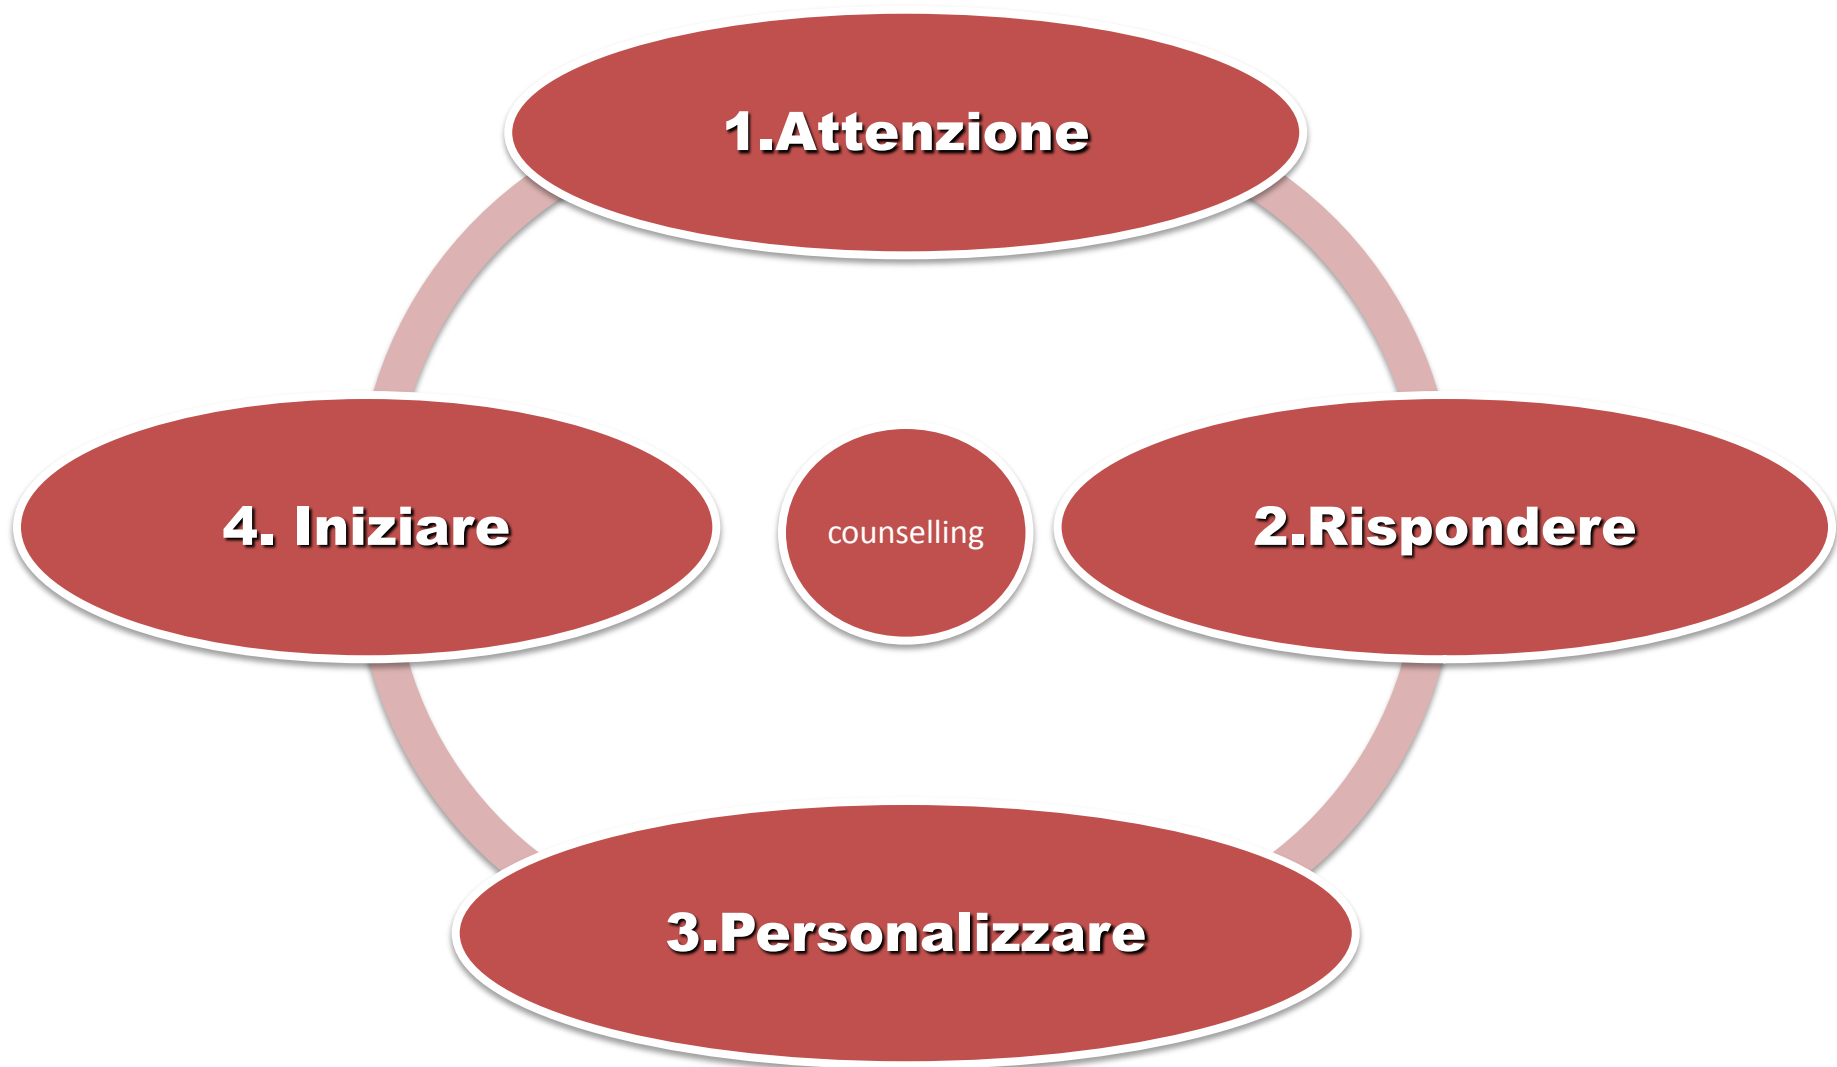 1.Attenzione
4. Iniziare
counselling
2.Rispondere
3.Personalizzare